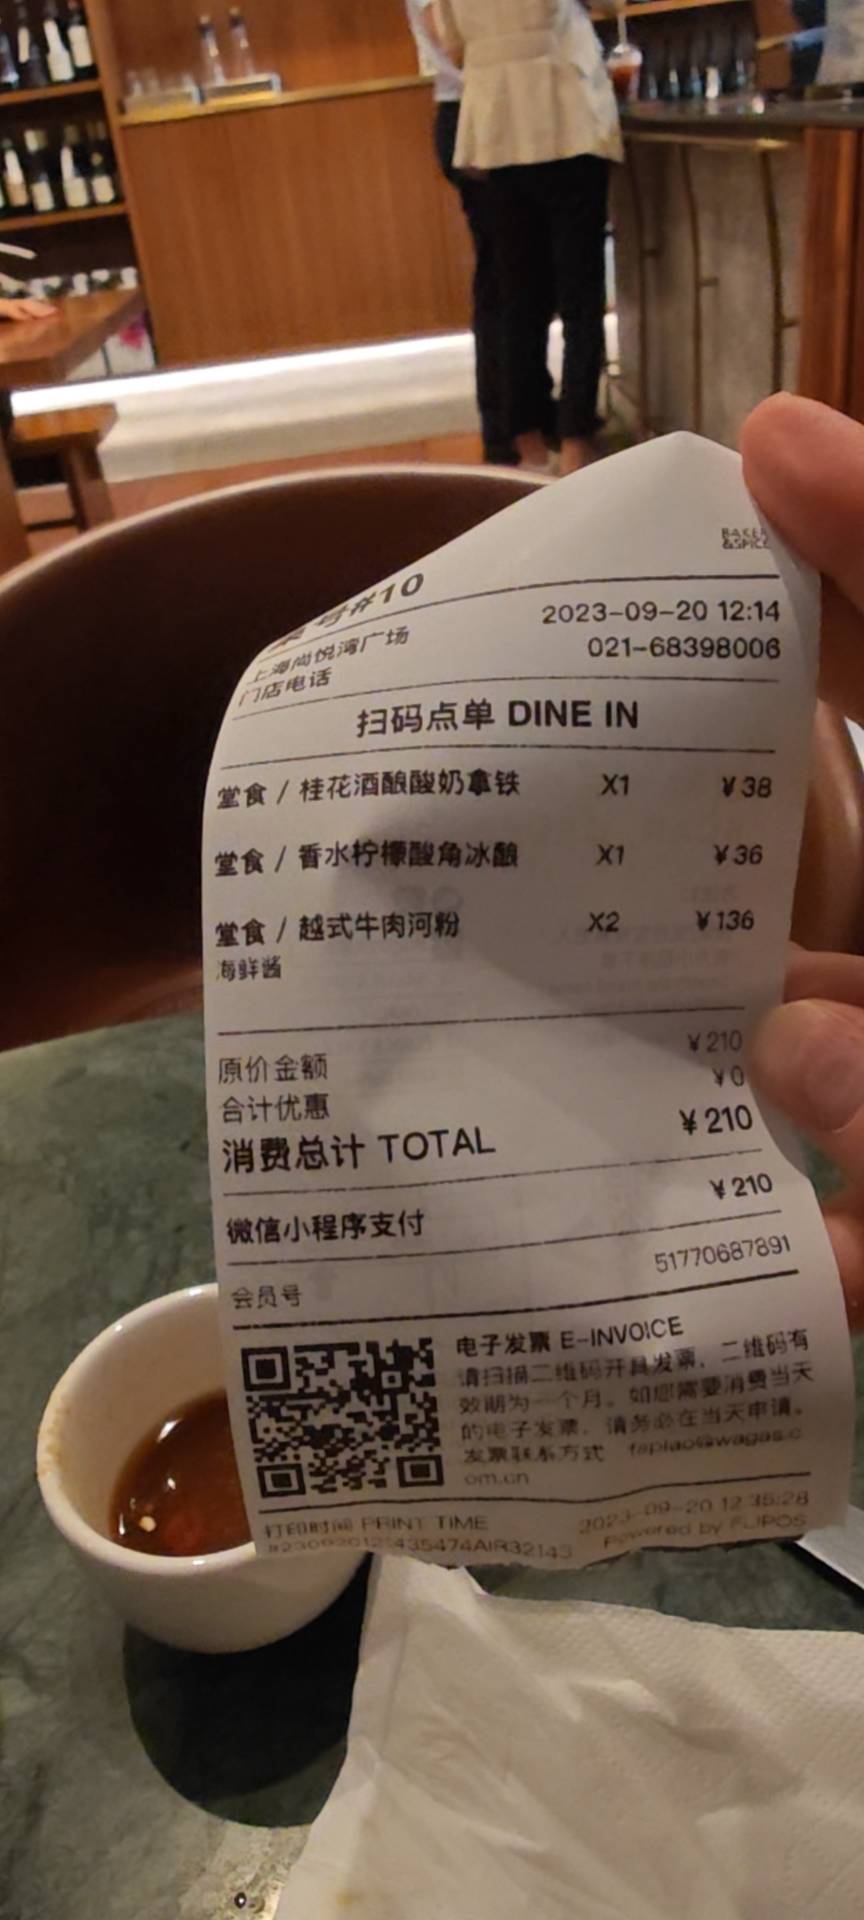 BAKER
&SPICE
桌号#10
2023-09-20 12:14
上海尚悦湾广场
021-68398006
门店电话
扫码点单 DINE IN
堂食 / 桂花酒酿酸奶拿铁 X1 ¥38
堂食 / 香水柠檬酸角冰酿 X1 ¥36
堂食 / 越式牛肉河粉 X2 ¥136
海鲜酱
原价金额 ¥210
合计优惠 ¥0
消费总计 TOTAL ¥210
微信小程序支付 ¥210
会员号 51770687891
电子发票 E-INVOICE
请扫描二维码开具发票，二维码有
效期为一个月。如您需要消费当天
的电子发票，请务必在当天申请。
发票联系方式 fapiao@wagas.c
om.cn
打印时间 PRINT TIME 2023-09-20 12:35:28
Powered by FLIPOS